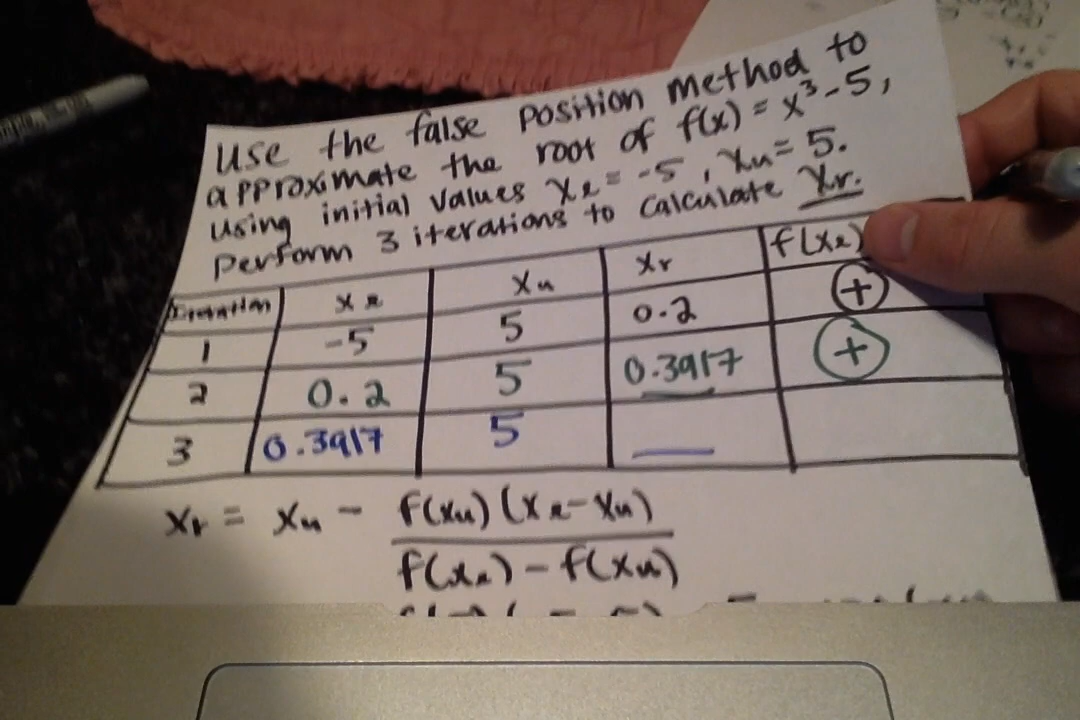 Use the false position method to
approximate the root of f(x) = x³-5,
using initial values xℓ = -5, xu = 5.
Perform 3 iterations to calculate xr.
Iteration xℓ xu xr f(xℓ)
1 -5 5 0.2 +
2 0.2 5 0.3917 +
3 0.3917 5
xr = xu - f(xu)(xℓ-xu)
f(xℓ)-f(xu)